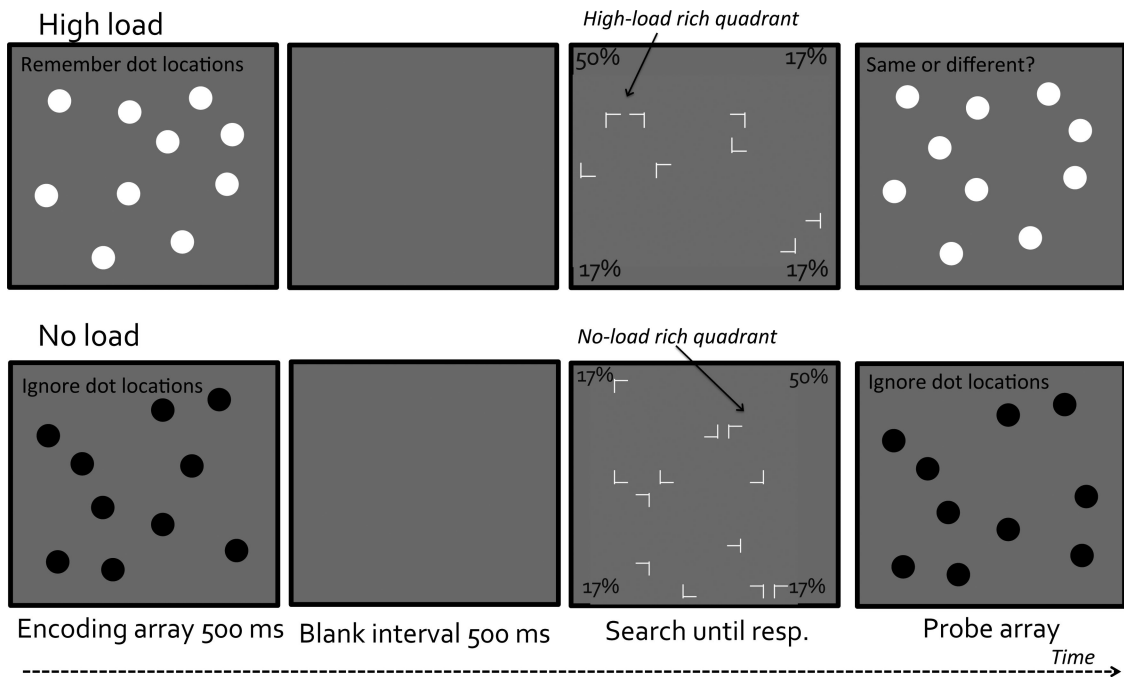 High load
High-load rich quadrant
Remember dot locations
50%
17%
Same or different?
17%
17%
No load
No-load rich quadrant
Ignore dot locations
17%
50%
Ignore dot locations
17%
17%
Encoding array 500 ms
Blank interval 500 ms
Search until resp.
Probe array
Time